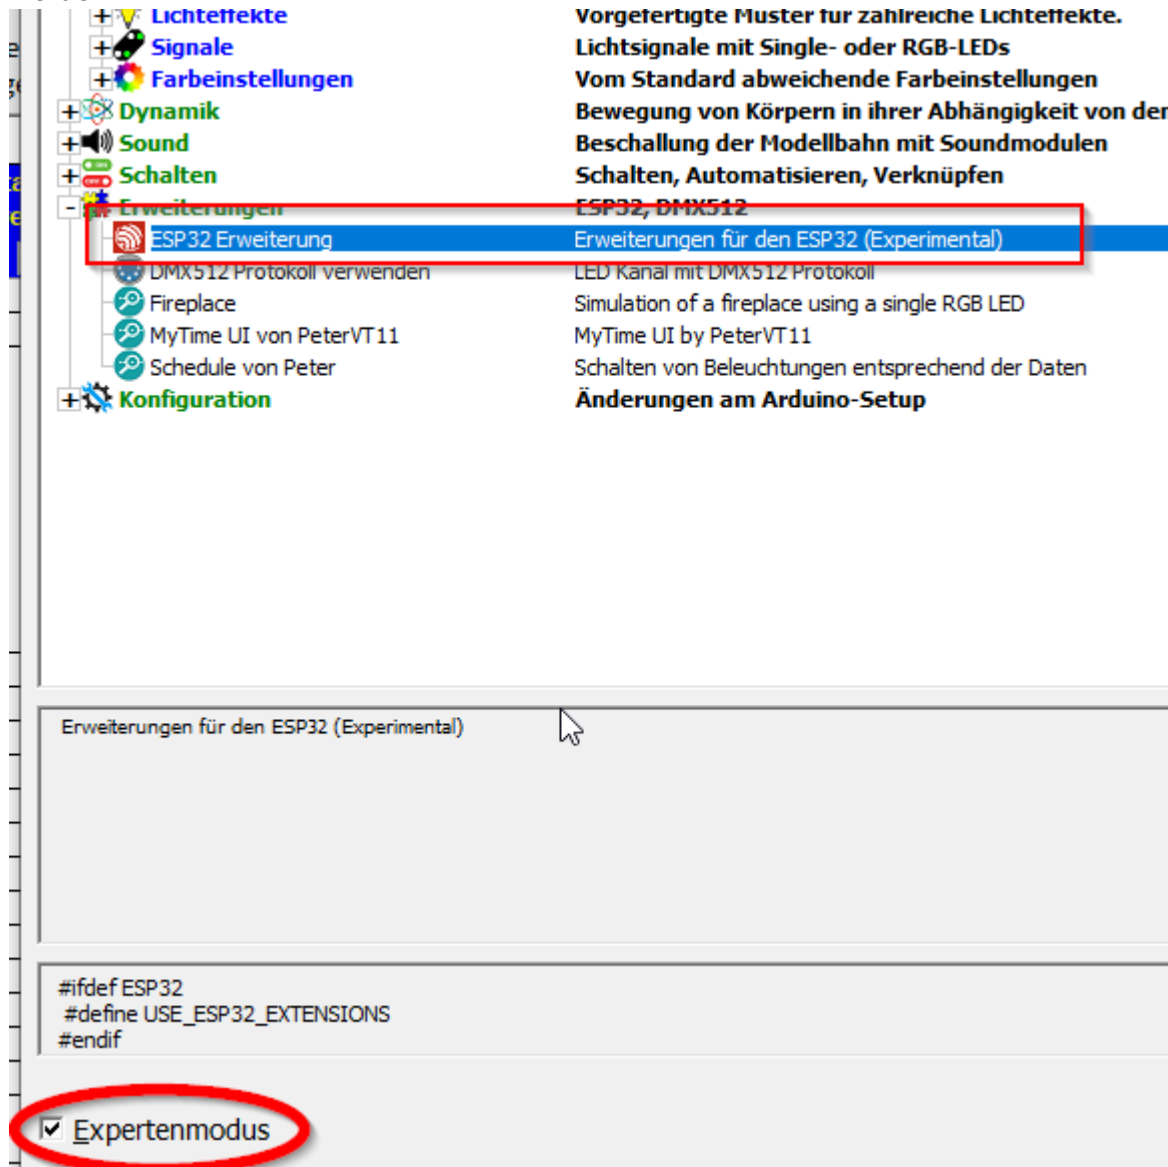 Lichteffekte Vorgefertigte Muster für zahlreiche Lichteffekte.
Signale Lichtsignale mit Single- oder RGB-LEDs
Farbeinstellungen Vom Standard abweichende Farbeinstellungen
Dynamik Bewegung von Körpern in ihrer Abhängigkeit von der
Sound Beschallung der Modellbahn mit Soundmodulen
Schalten Schalten, Automatisieren, Verknüpfen
Erweiterungen ESP32, DMX512
ESP32 Erweiterung Erweiterungen für den ESP32 (Experimental)
DMX512 Protokoll verwenden LED Kanal mit DMX512 Protokoll
Fireplace Simulation of a fireplace using a single RGB LED
MyTime UI von PeterVT11 MyTime UI by PeterVT11
Schedule von Peter Schalten von Beleuchtungen entsprechend der Daten
Konfiguration Änderungen am Arduino-Setup
Erweiterungen für den ESP32 (Experimental)
#ifdef ESP32
#define USE_ESP32_EXTENSIONS
#endif
Expertenmodus